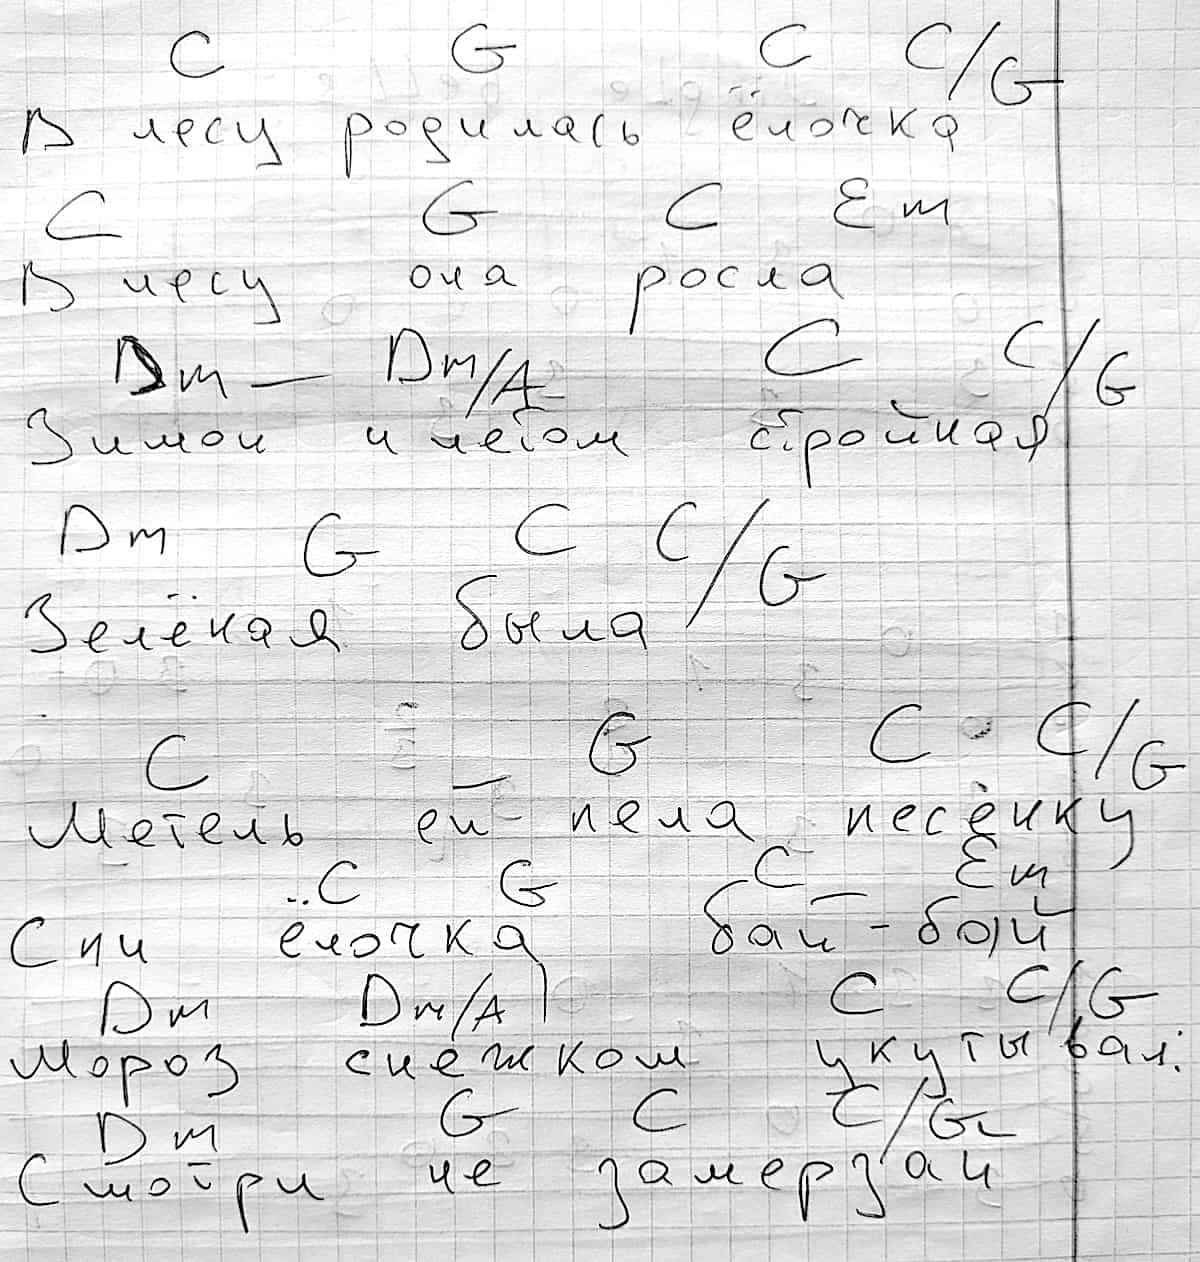 C G C C/G
В лесу родилась ёлочка
C G C Em
В лесу она росла
Dm — Dm/A C C/G
Зимой и летом стройная
Dm G C C/G
Зелёная была
C G C C/G
Метель ей пела песенку
C G C Em
Спи ёлочка, бай-бай
Dm Dm/A C C/G
Мороз снежком укутывал:
Dm G C C/G
Смотри не замерзай